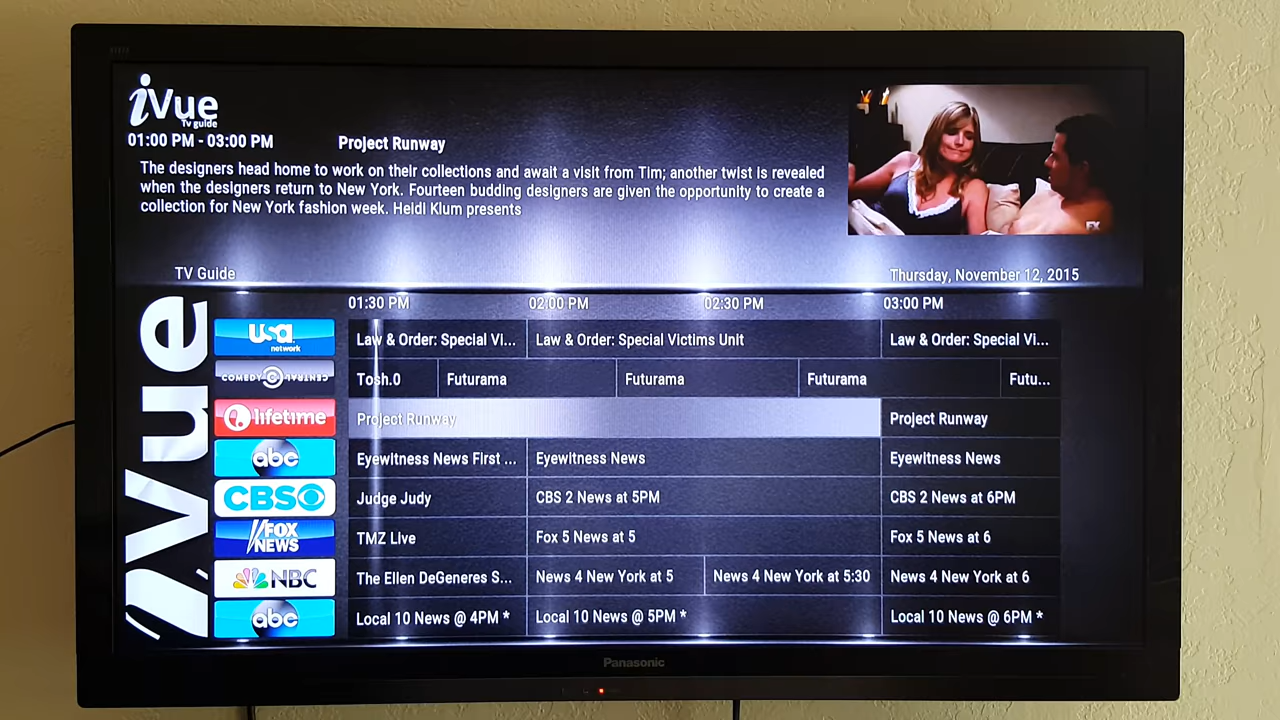 iVue
Tv guide
01:00 PM - 03:00 PM
Project Runway
The designers head home to work on their collections and await a visit from Tim; another twist is revealed
when the designers return to New York. Fourteen budding designers are given the opportunity to create a
collection for New York fashion week. Heidi Klum presents
FX
TV Guide
Thursday, November 12, 2015
iVue
01:30 PM 02:00 PM 02:30 PM 03:00 PM
usa network Law & Order: Special Vi... Law & Order: Special Victims Unit Law & Order: Special Vi...
COMEDY CENTRAL Tosh.0 Futurama Futurama Futurama Futu...
lifetime Project Runway Project Runway
abc Eyewitness News First ... Eyewitness News Eyewitness News
CBS Judge Judy CBS 2 News at 5PM CBS 2 News at 6PM
FOX NEWS TMZ Live Fox 5 News at 5 Fox 5 News at 6
NBC The Ellen DeGeneres S... News 4 New York at 5 News 4 New York at 5:30 News 4 New York at 6
abc Local 10 News @ 4PM * Local 10 News @ 5PM * Local 10 News @ 6PM *
Panasonic